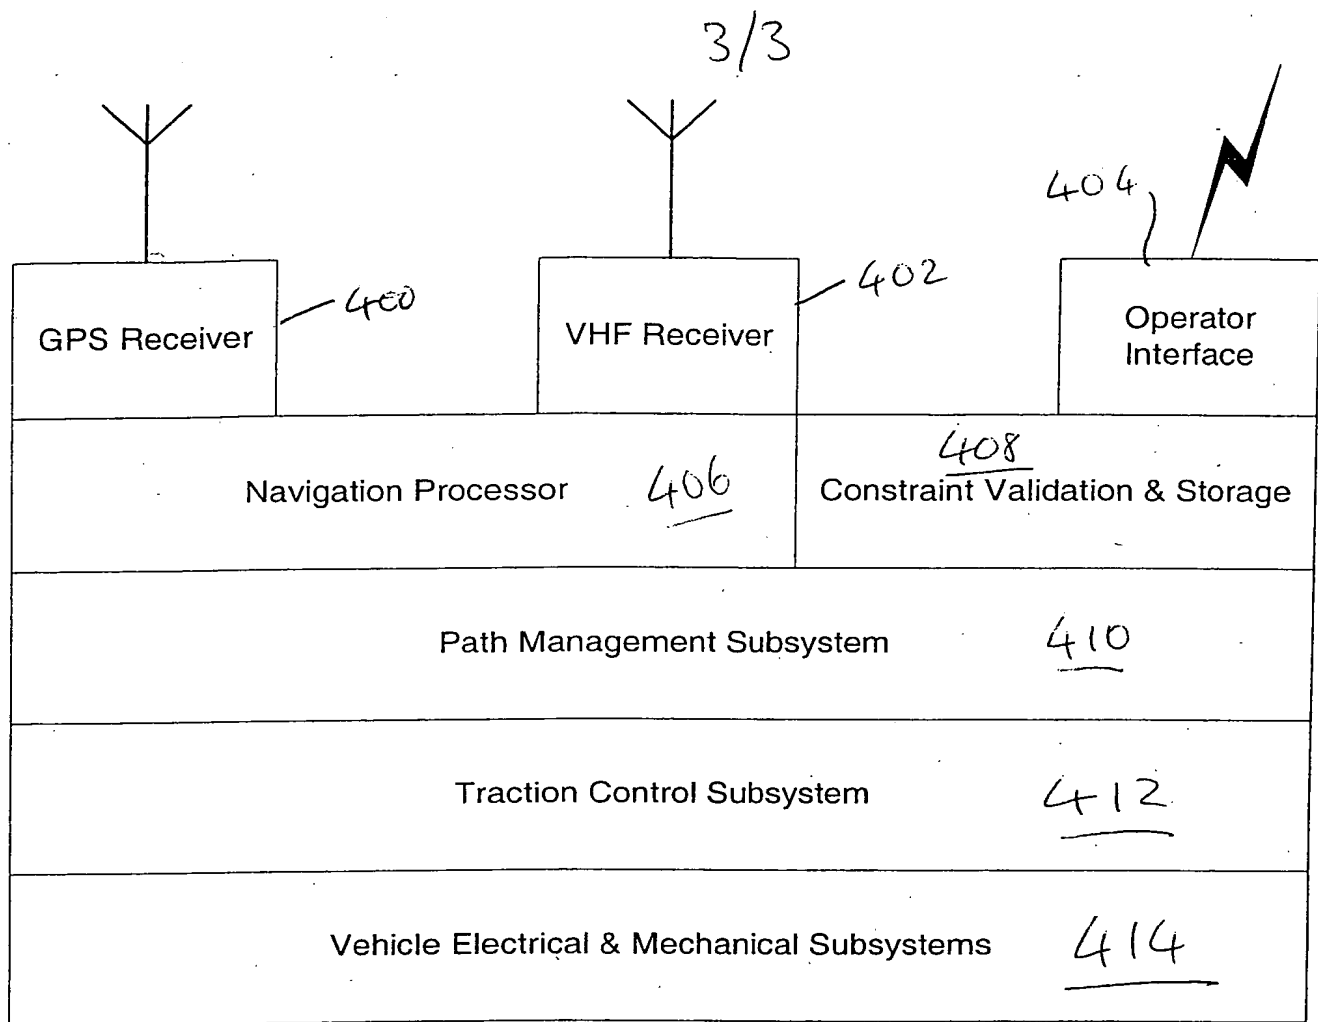 3/3
404
400
402
GPS Receiver
VHF Receiver
Operator
Interface
408
Navigation Processor 406
Constraint Validation & Storage
Path Management Subsystem 410
Traction Control Subsystem 412
Vehicle Electrical & Mechanical Subsystems 414